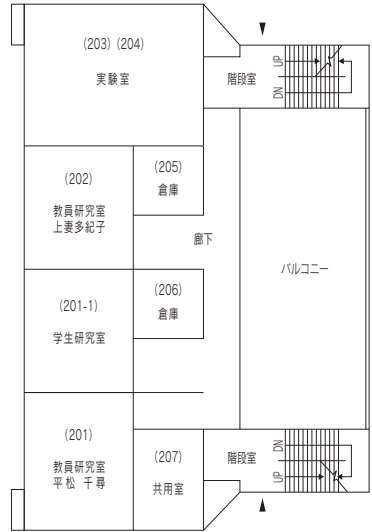 (203) (204)
実験室
階段室
UP
DN
(202)
教員研究室
上妻多紀子
(205)
倉庫
廊下
バルコニー
(201-1)
学生研究室
(206)
倉庫
(201)
教員研究室
平松 千尋
(207)
共用室
階段室
DN
UP